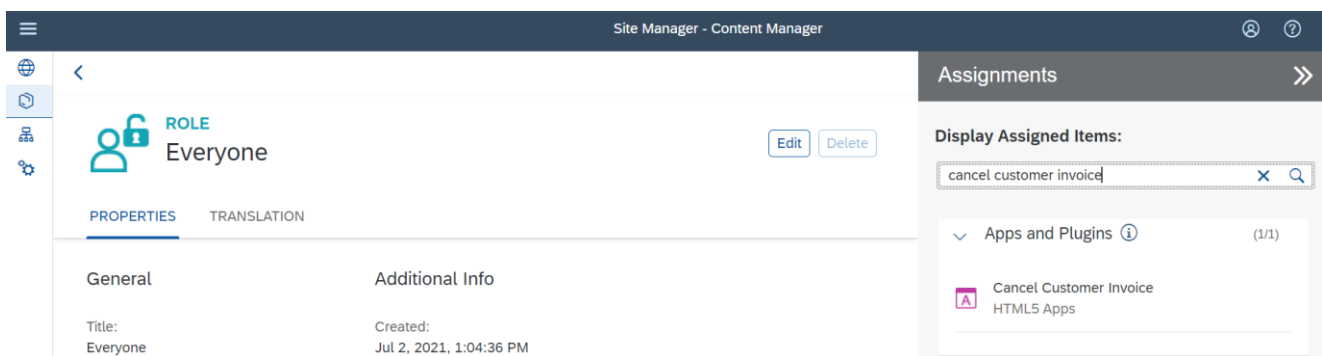 Site Manager - Content Manager
Assignments
ROLE
Everyone
Edit
Delete
PROPERTIES
TRANSLATION
General
Additional Info
Title:
Created:
Everyone
Jul 2, 2021, 1:04:36 PM
Display Assigned Items:
cancel customer invoice
Apps and Plugins
(1/1)
A
Cancel Customer Invoice
HTML5 Apps